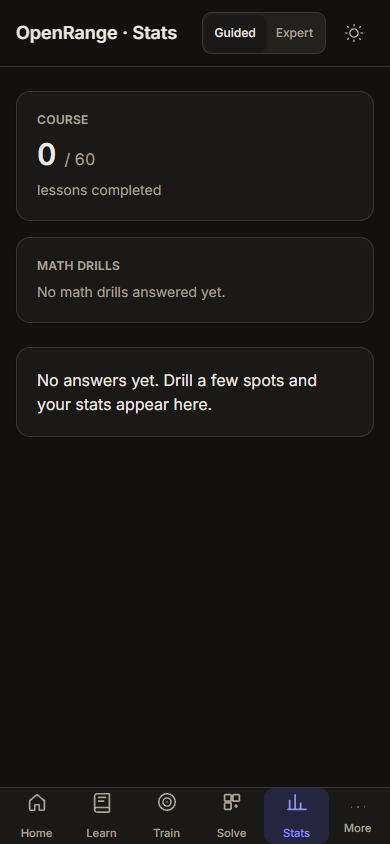 OpenRange · Stats
Guided
Expert
COURSE
0 / 60
lessons completed
MATH DRILLS
No math drills answered yet.
No answers yet. Drill a few spots and
your stats appear here.
Home
Learn
Train
Solve
Stats
More